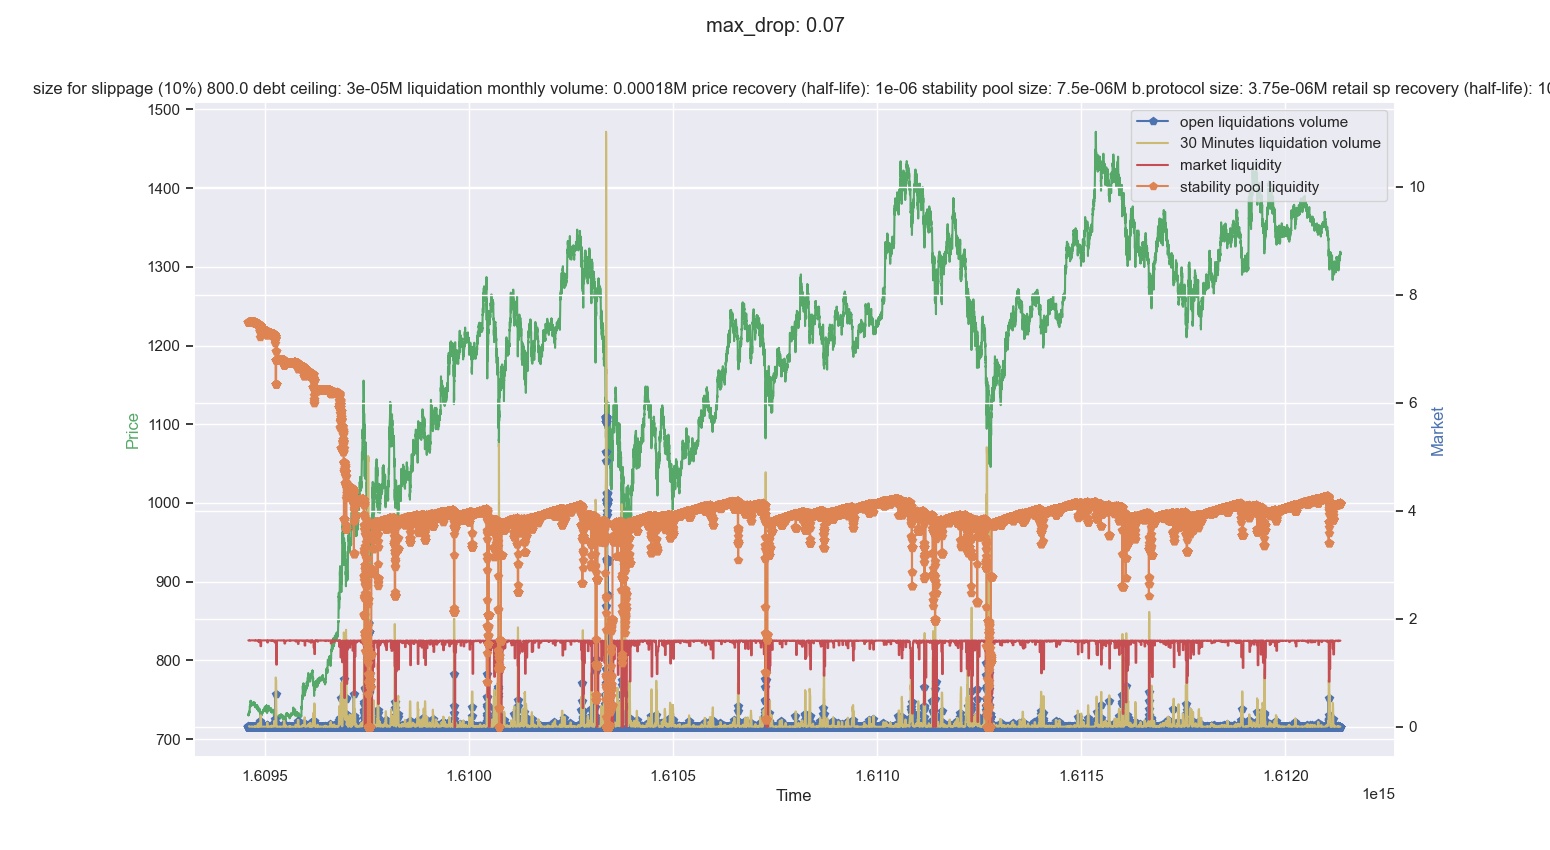 max_drop: 0.07
size for slippage (10%) 800.0 debt ceiling: 3e-05M liquidation monthly volume: 0.00018M price recovery (half-life): 1e-06 stability pool size: 7.5e-06M b.protocol size: 3.75e-06M retail sp recovery (half-life):
1500
1400
1300
1200
1100
1000
900
800
700
Price
open liquidations volume
30 Minutes liquidation volume
market liquidity
stability pool liquidity
10
8
6
4
2
0
Market
1.6095
1.6100
1.6105
1.6110
1.6115
1.6120
1e15
Time